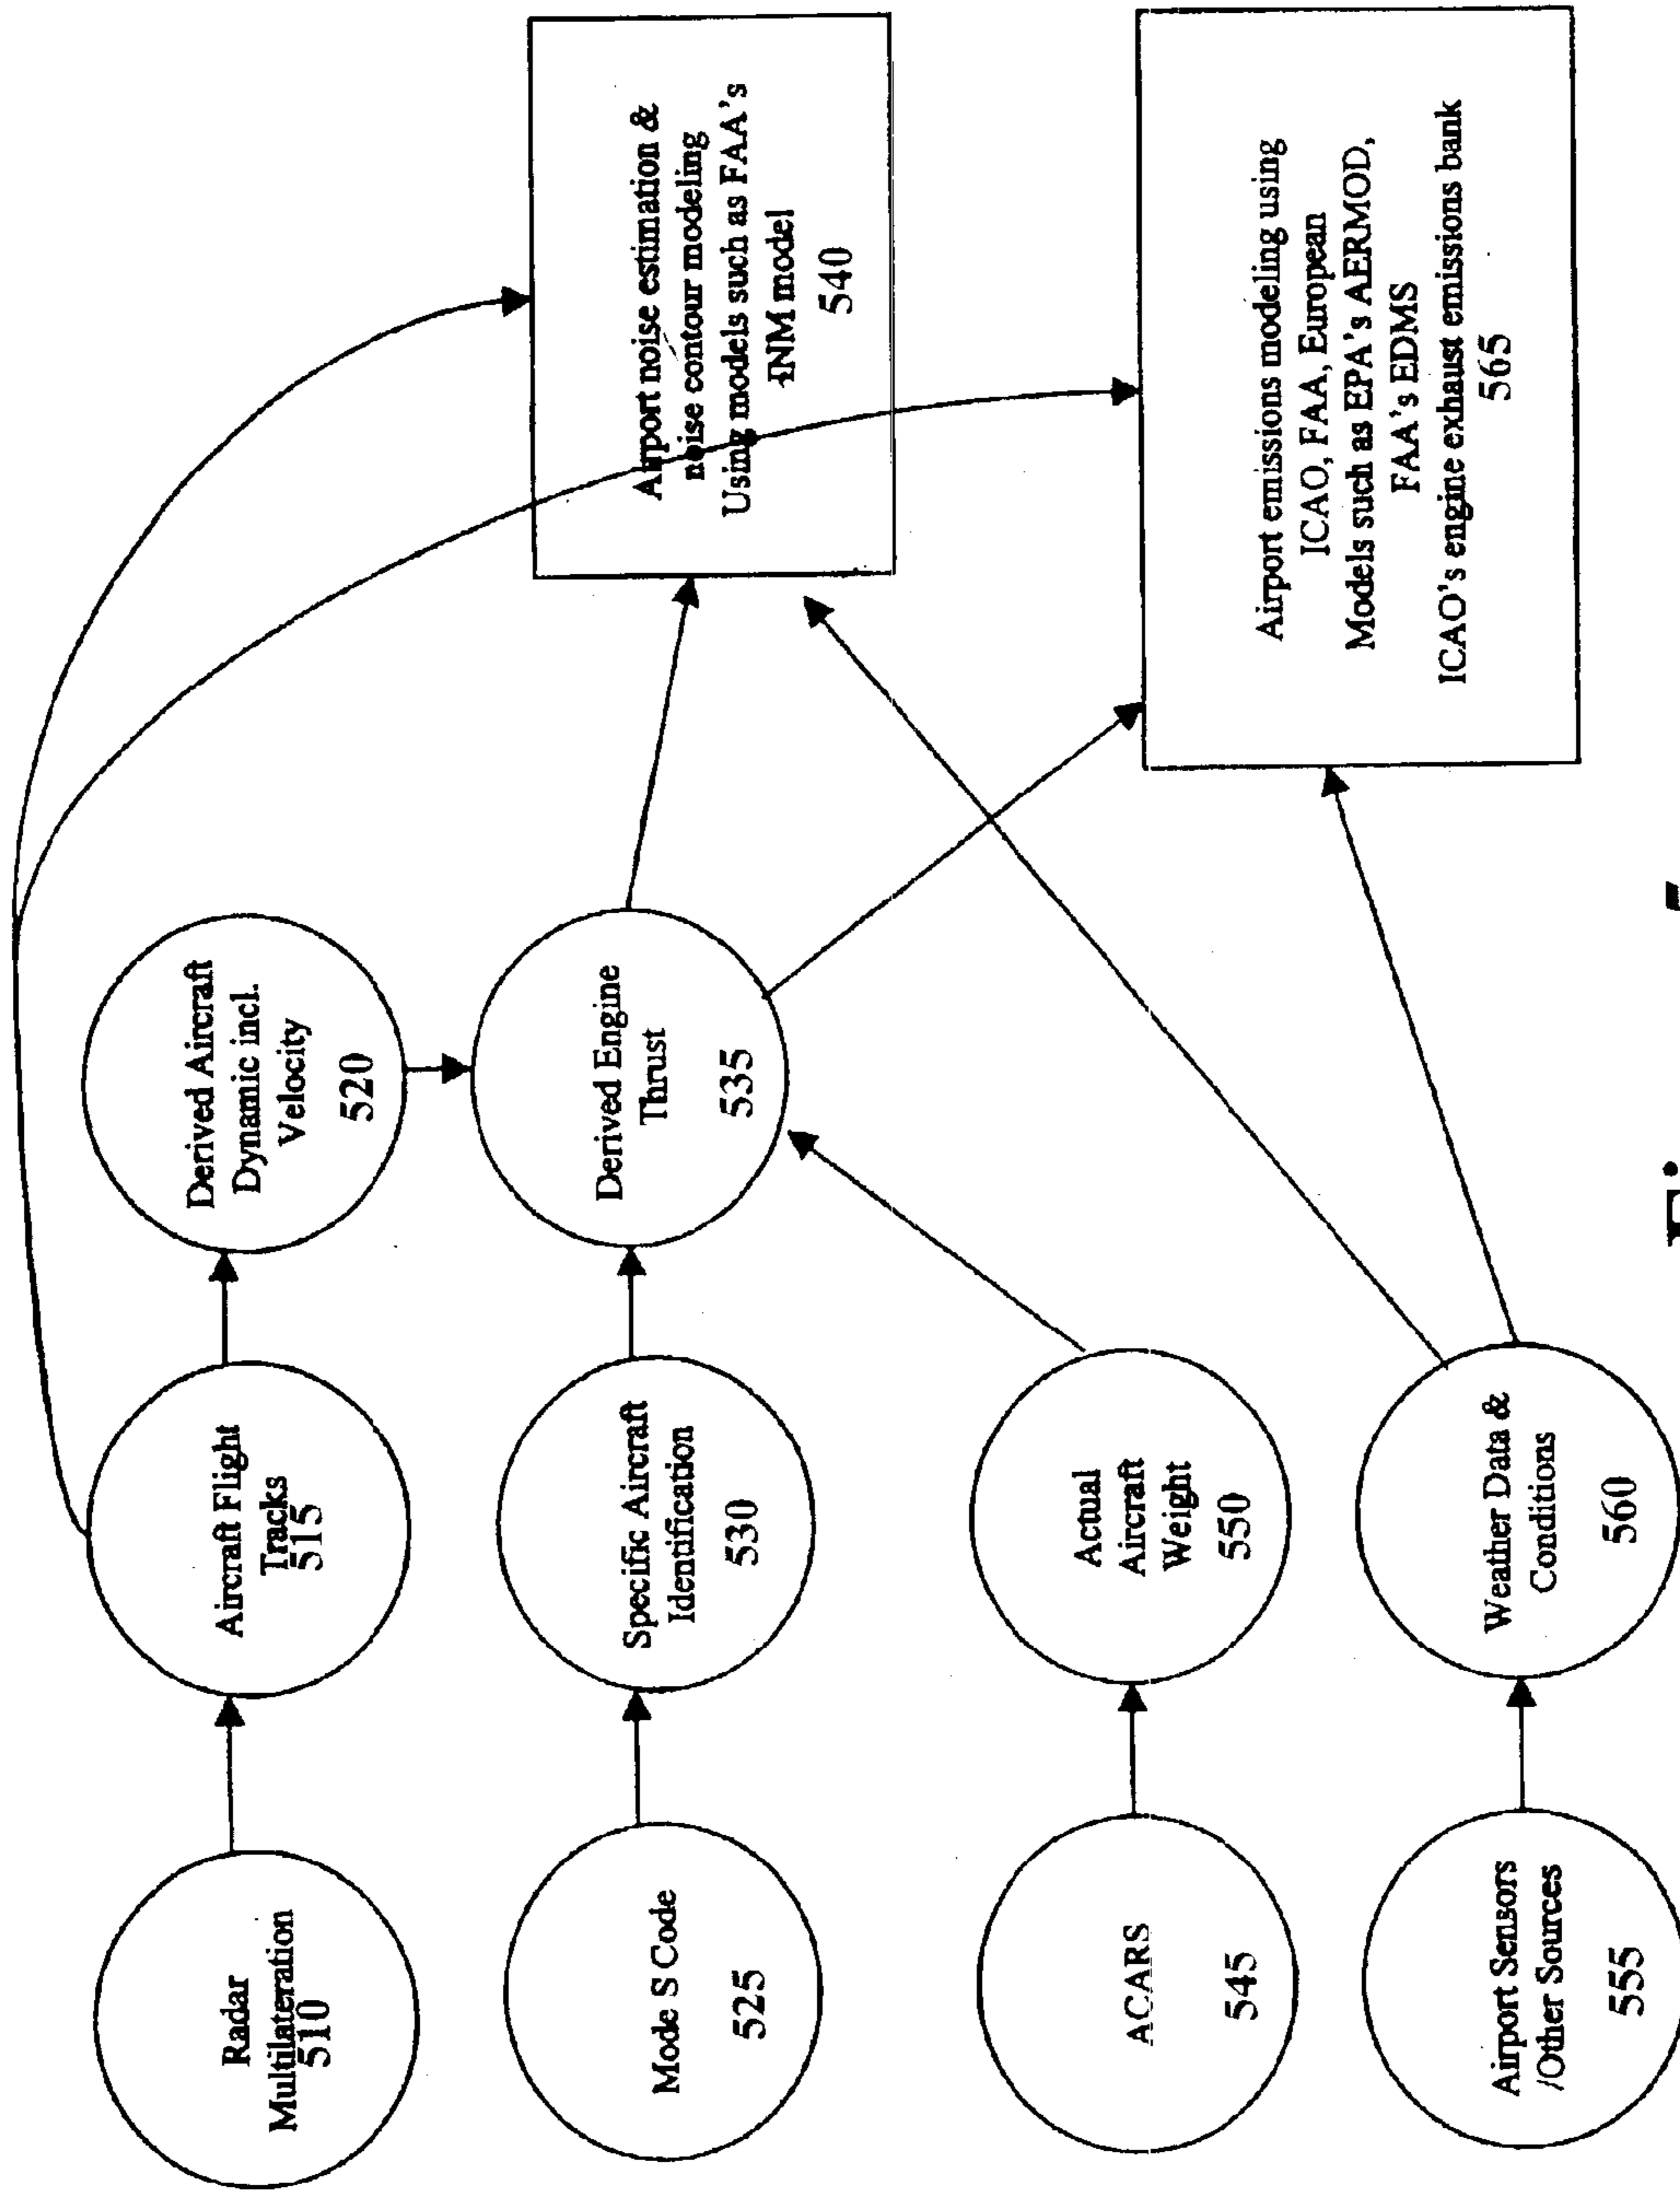 Radar
Multilateration
510
Aircraft Flight
Tracks
515
Derived Aircraft
Dynamic incl.
Velocity
520
Mode S Code
525
Specific Aircraft
Identification
530
Derived Engine
Thrust
535
Airport noise estimation &
noise contour modeling
Using models such as FAA's
INM model
540
ACARS
545
Actual
Aircraft
Weight
550
Airport Sensors
/Other Sources
555
Weather Data &
Conditions
560
Airport emissions modeling using
ICAO, FAA, European
Models such as EPA's AERMOD,
FAA's EDMS
ICAO's engine exhaust emissions bank
565